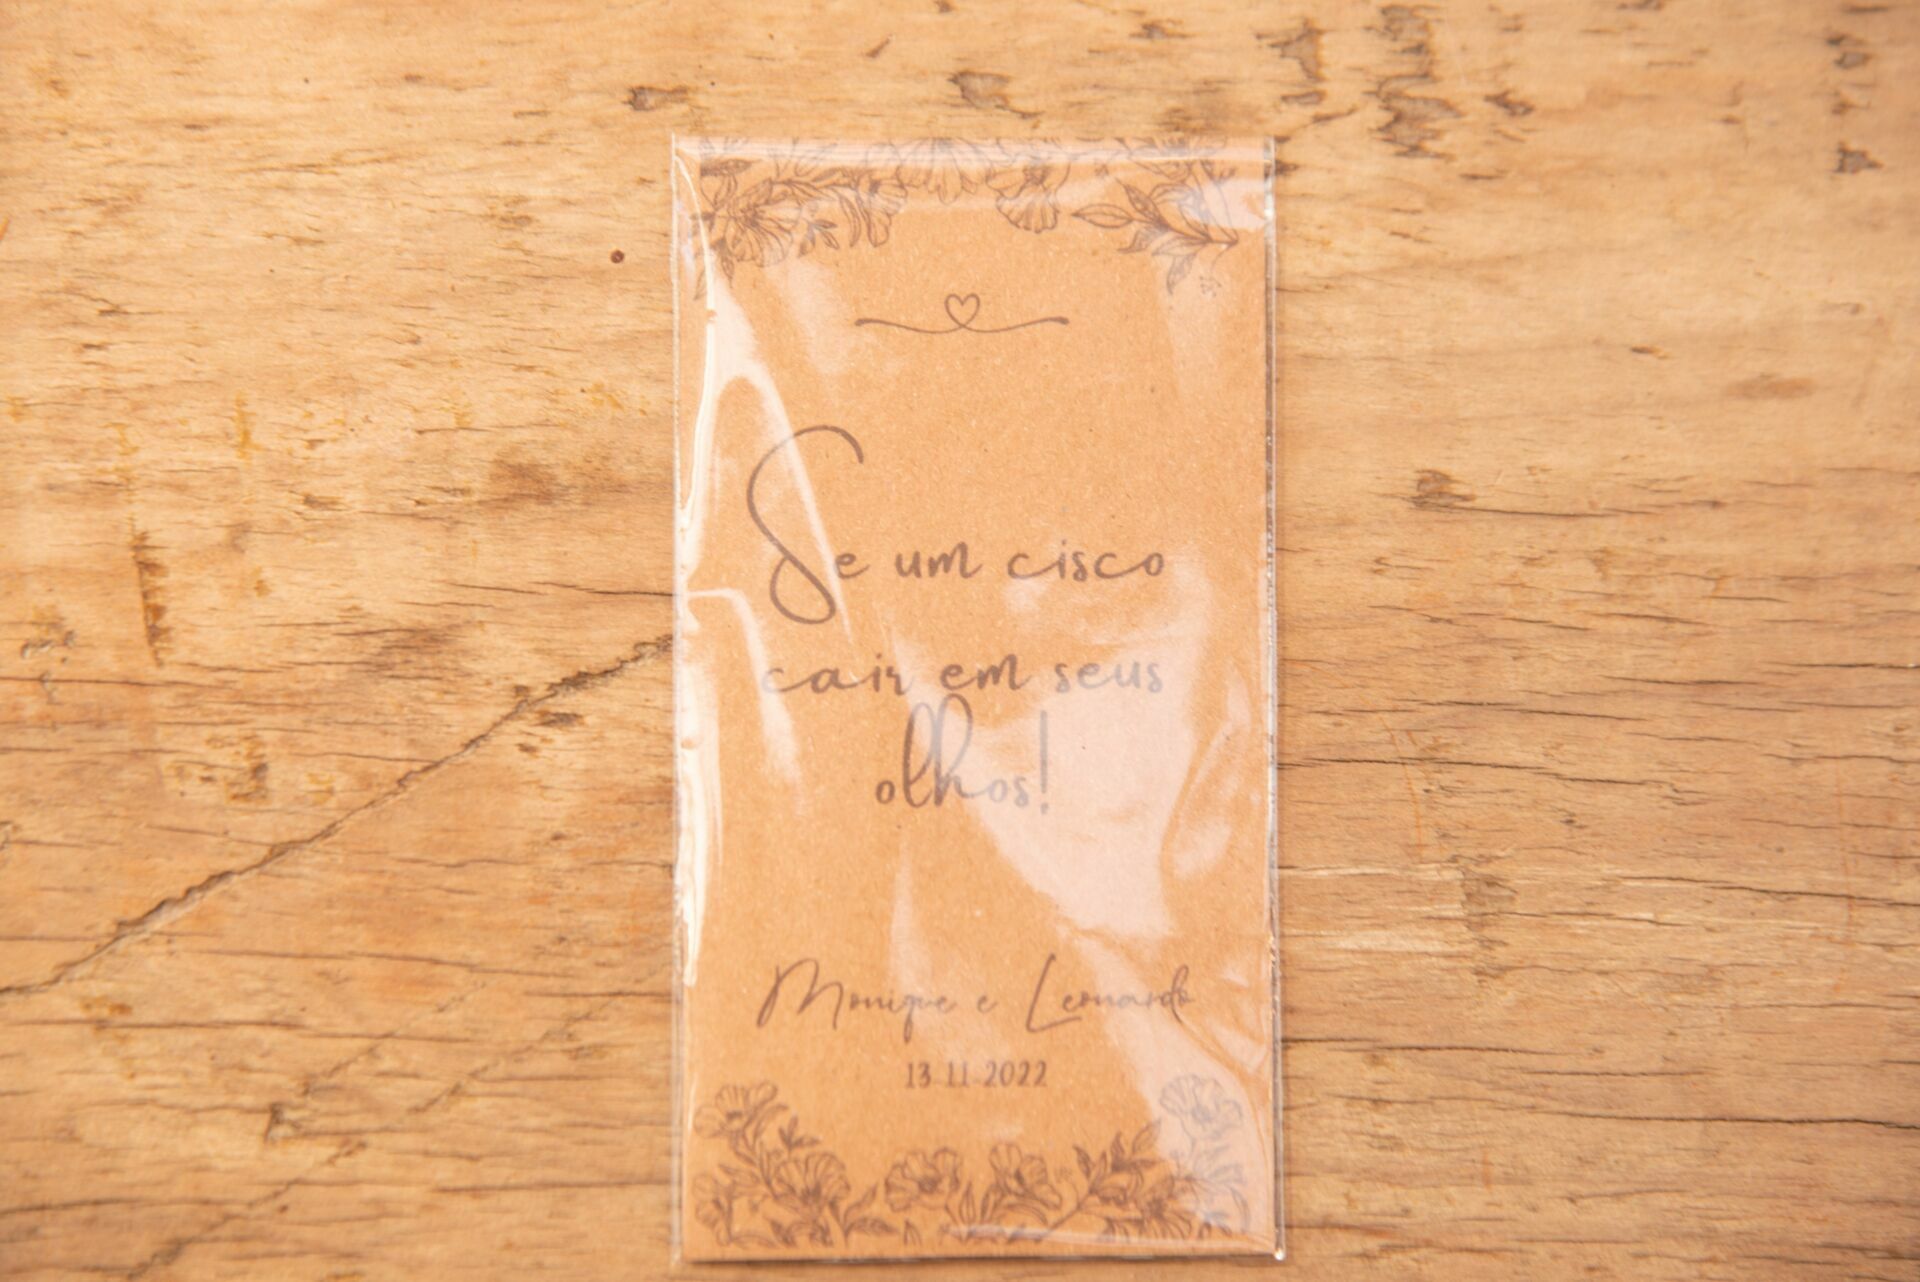 Se um cisco
cair em seus
olhos!
Monique e Leonardo
13 11 2022